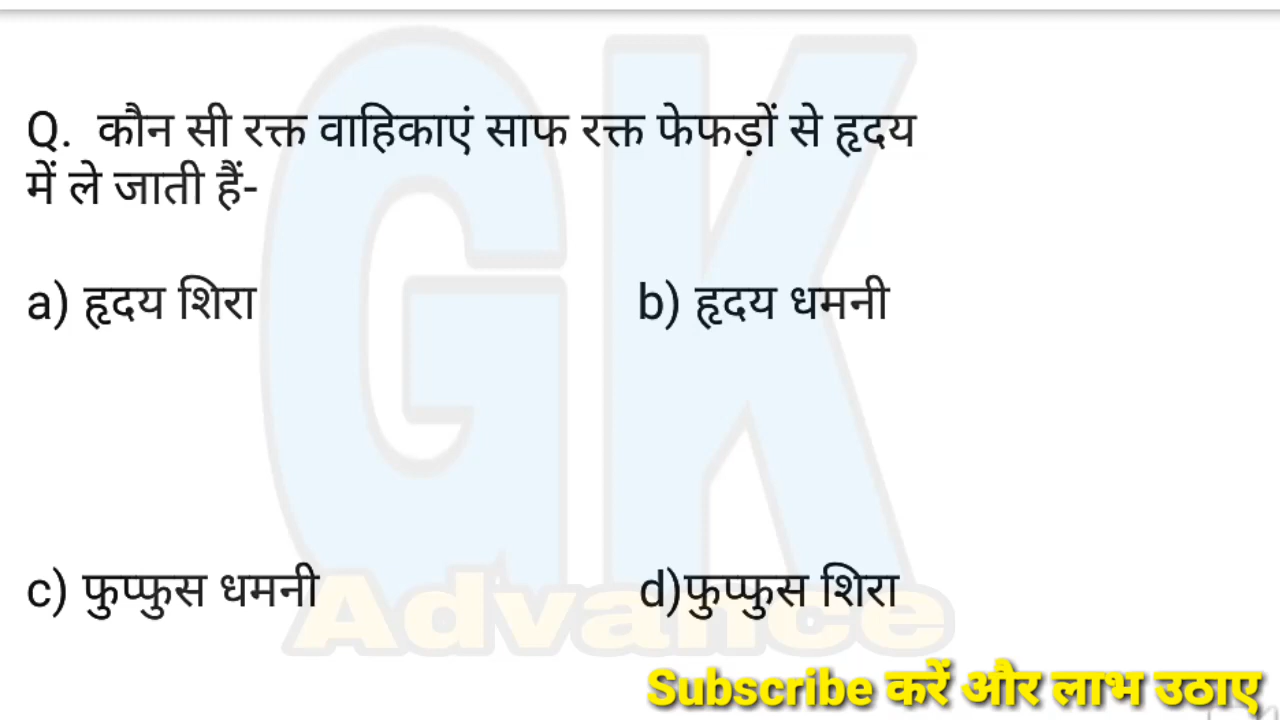 Q. कौन सी रक्त वाहिकाएं साफ रक्त फेफड़ों से हृदय
में ले जाती हैं-
a) हृदय शिरा
b) हृदय धमनी
c) फुप्फुस धमनी
d)फुप्फुस शिरा
GK
Advance
Subscribe करें और लाभ उठाए